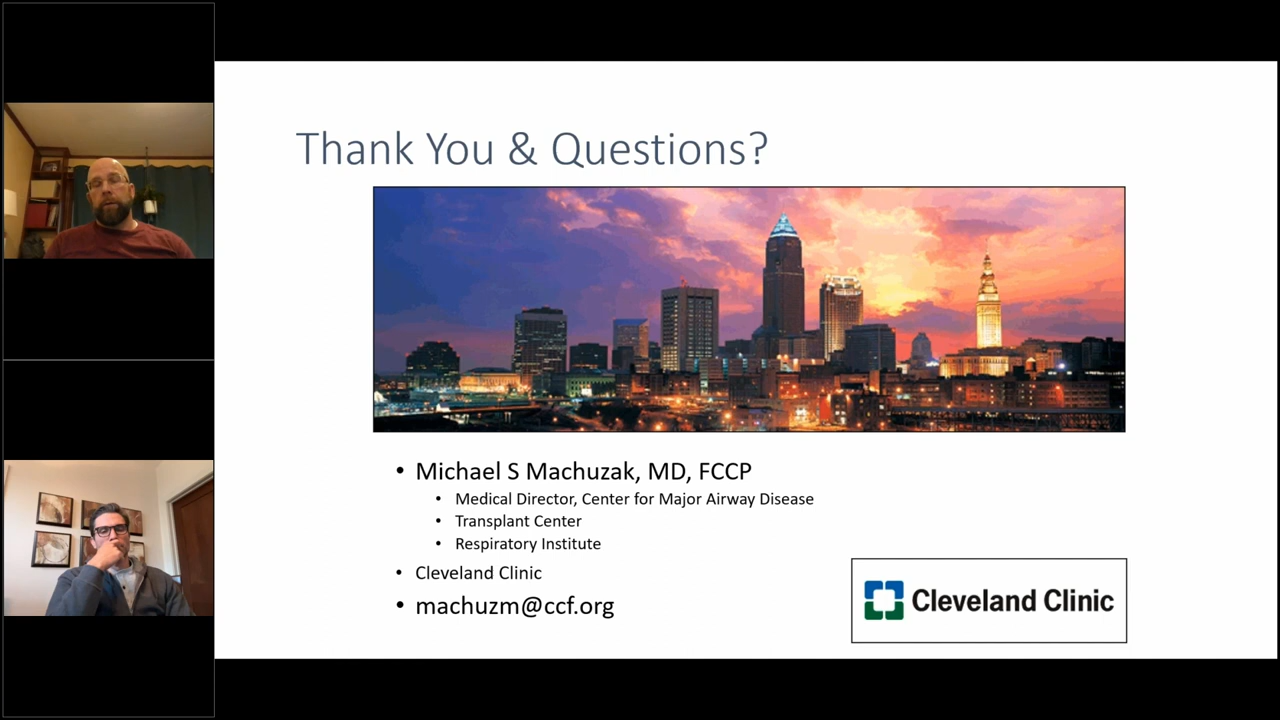 Thank You & Questions?
• Michael S Machuzak, MD, FCCP
• Medical Director, Center for Major Airway Disease
• Transplant Center
• Respiratory Institute
• Cleveland Clinic
• machuzm@ccf.org
Cleveland Clinic